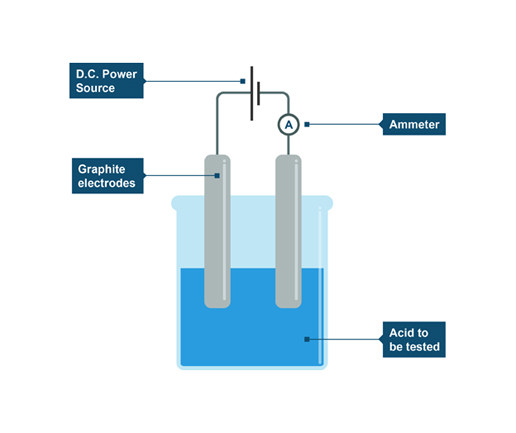 D.C. Power
Source
A
Ammeter
Graphite
electrodes
Acid to
be tested